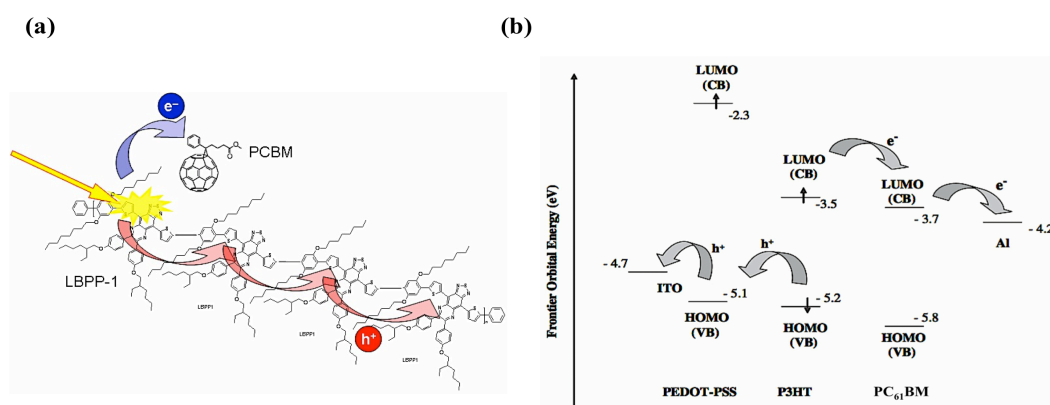 (a)
(b)
e⁻
PCBM
LBPP-1
LBPP1
LBPP1
LBPP1
h⁺
Frontier Orbital Energy (eV)
LUMO
(CB)
-2.3
LUMO
(CB)
-3.5
e⁻
LUMO
(CB)
- 3.7
e⁻
- 4.2
Al
- 4.7
ITO
h⁺
- 5.1
HOMO
(VB)
h⁺
- 5.2
HOMO
(VB)
- 5.8
HOMO
(VB)
PEDOT-PSS
P3HT
PC₆₁BM